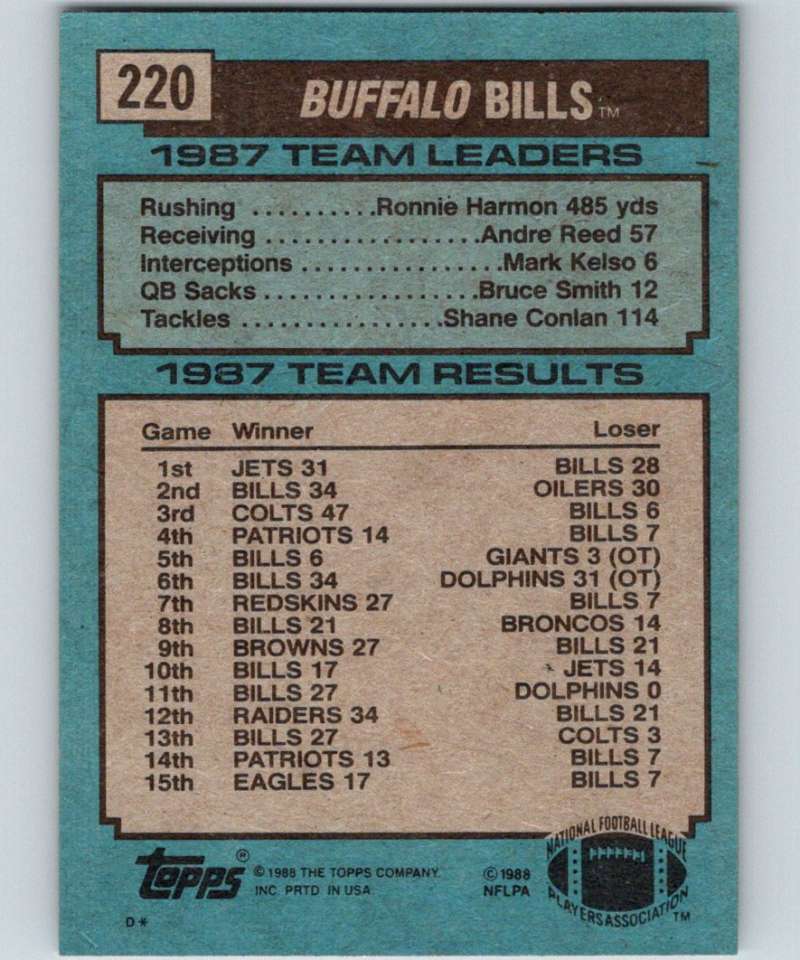 220
BUFFALO BILLS™
1987 TEAM LEADERS
Rushing ..........Ronnie Harmon 485 yds
Receiving ..................Andre Reed 57
Interceptions .................Mark Kelso 6
QB Sacks ..................Bruce Smith 12
Tackles .................Shane Conlan 114
1987 TEAM RESULTS
Game Winner Loser
1st JETS 31 BILLS 28
2nd BILLS 34 OILERS 30
3rd COLTS 47 BILLS 6
4th PATRIOTS 14 BILLS 7
5th BILLS 6 GIANTS 3 (OT)
6th BILLS 34 DOLPHINS 31 (OT)
7th REDSKINS 27 BILLS 7
8th BILLS 21 BRONCOS 14
9th BROWNS 27 BILLS 21
10th BILLS 17 JETS 14
11th BILLS 27 DOLPHINS 0
12th RAIDERS 34 BILLS 21
13th BILLS 27 COLTS 3
14th PATRIOTS 13 BILLS 7
15th EAGLES 17 BILLS 7
Topps®
© 1988 THE TOPPS COMPANY.
INC. PRTD IN USA
© 1988
NFLPA
NATIONAL FOOTBALL LEAGUE
PLAYERS ASSOCIATION ™
D*